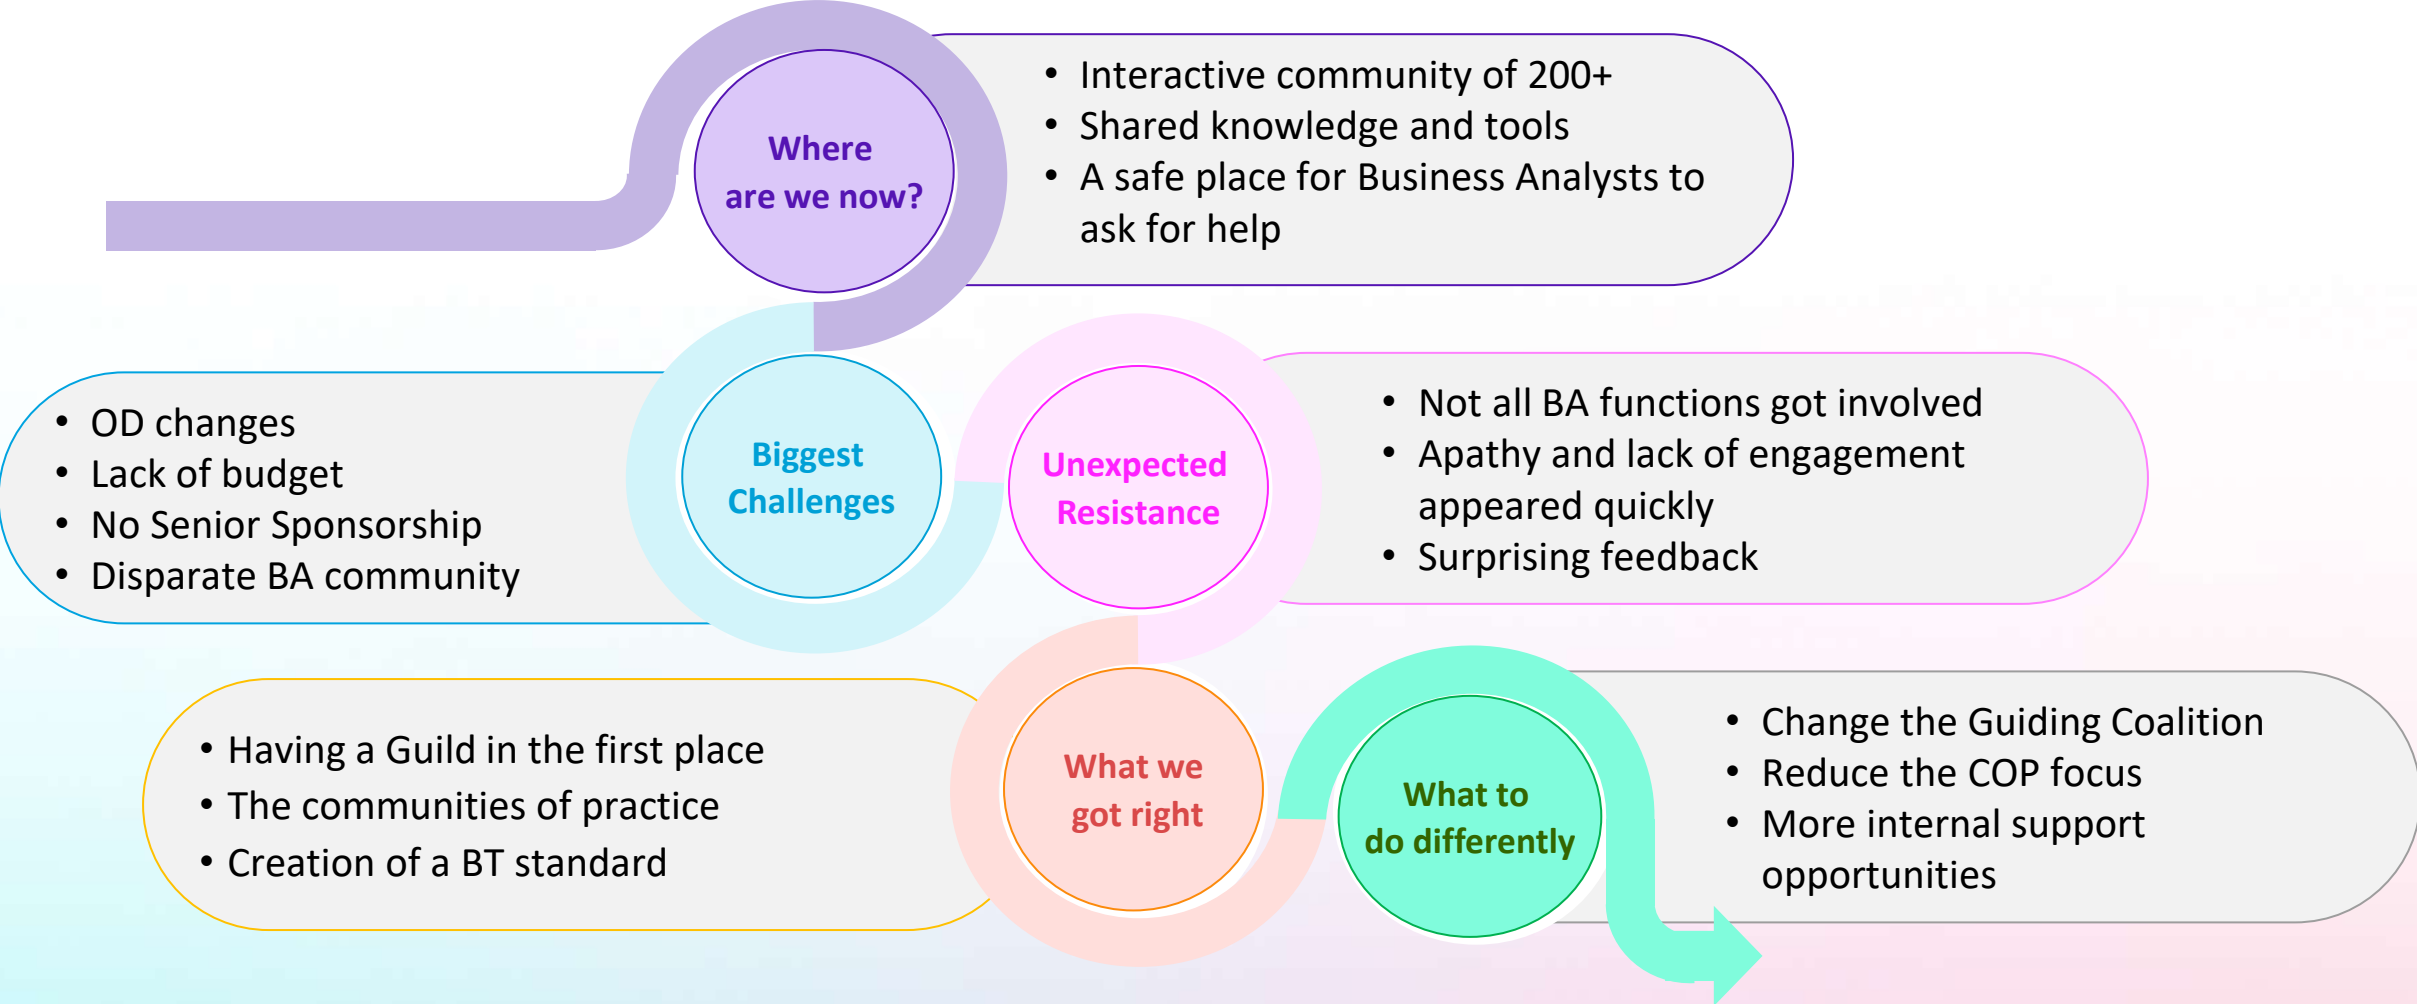 Where
are we now?
• Interactive community of 200+
• Shared knowledge and tools
• A safe place for Business Analysts to
ask for help
Biggest
Challenges
• OD changes
• Lack of budget
• No Senior Sponsorship
• Disparate BA community
Unexpected
Resistance
• Not all BA functions got involved
• Apathy and lack of engagement
appeared quickly
• Surprising feedback
What we
got right
• Having a Guild in the first place
• The communities of practice
• Creation of a BT standard
What to
do differently
• Change the Guiding Coalition
• Reduce the COP focus
• More internal support
opportunities